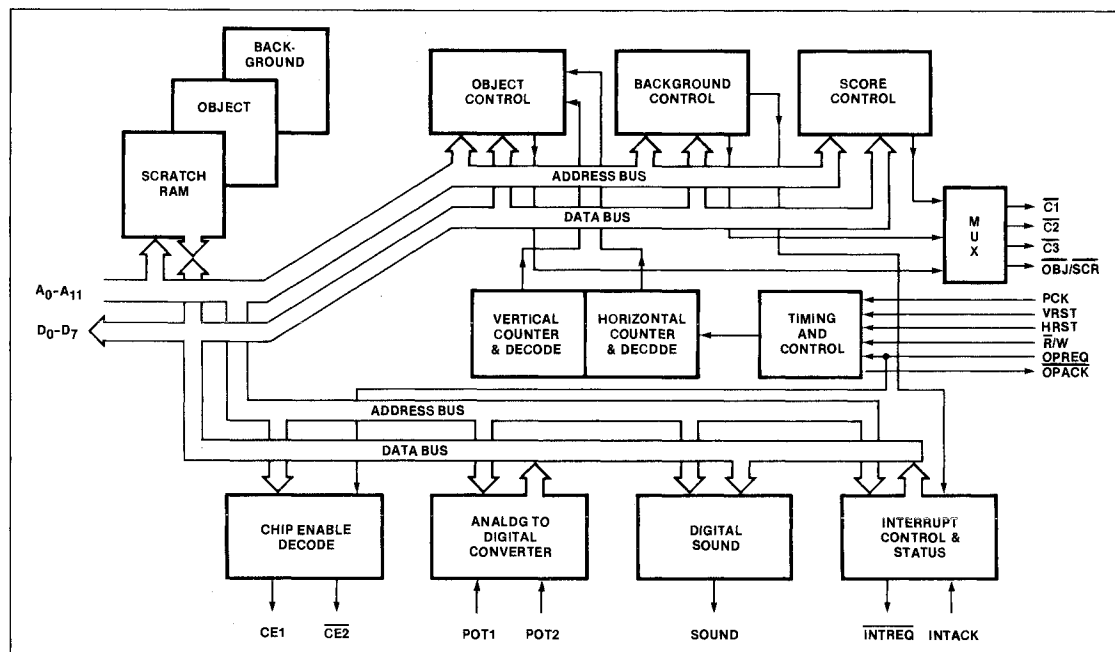 BACK-
GROUND
OBJECT
SCRATCH
RAM
OBJECT
CONTROL
BACKGROUND
CONTROL
SCORE
CONTROL
ADDRESS BUS
DATA BUS
M
U
X
C1
C2
C3
OBJ/SCR
A0-A11
D0-D7
VERTICAL
COUNTER
& DECODE
HORIZONTAL
COUNTER
& DECDDE
TIMING
AND
CONTROL
PCK
VRST
HRST
R/W
OPREQ
OPACK
ADDRESS BUS
DATA BUS
CHIP ENABLE
DECODE
ANALDG TO
DIGITAL
CONVERTER
DIGITAL
SOUND
INTERRUPT
CONTROL &
STATUS
CE1
CE2
POT1
POT2
SOUND
INTREQ
INTACK